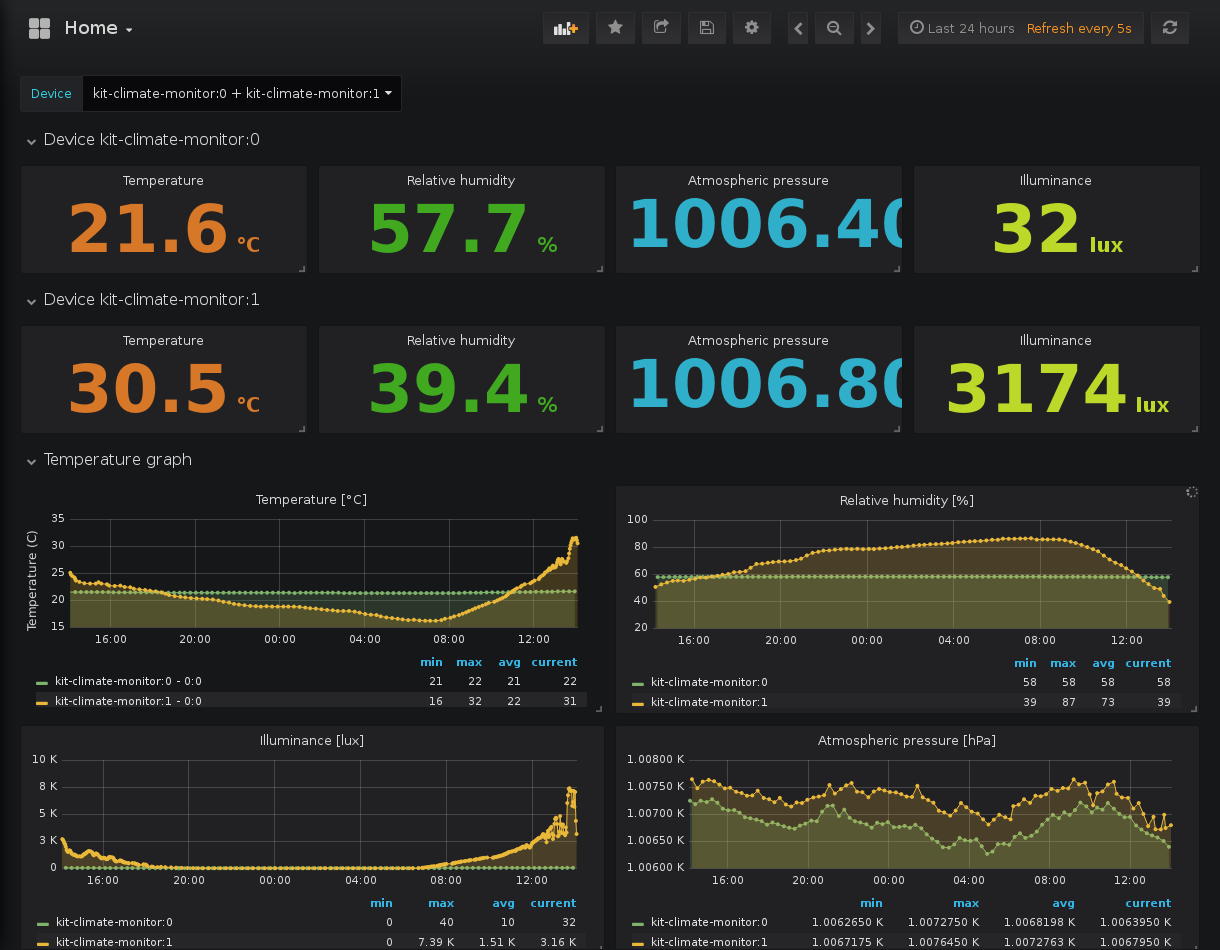 Home
Last 24 hours Refresh every 5s
Device kit-climate-monitor:0 + kit-climate-monitor:1
Device kit-climate-monitor:0
Temperature Relative humidity Atmospheric pressure Illuminance
21.6 °C 57.7 % 1006.40 32 lux
Device kit-climate-monitor:1
Temperature Relative humidity Atmospheric pressure Illuminance
30.5 °C 39.4 % 1006.80 3174 lux
Temperature graph
Temperature [°C]
Temperature (C)
35
30
25
20
15
16:00 20:00 00:00 04:00 08:00 12:00
min max avg current
kit-climate-monitor:0 - 0:0 21 22 21 22
kit-climate-monitor:1 - 0:0 16 32 22 31
Relative humidity [%]
100
80
60
40
20
16:00 20:00 00:00 04:00 08:00 12:00
min max avg current
kit-climate-monitor:0 58 58 58 58
kit-climate-monitor:1 39 87 73 39
Illuminance [lux]
10 K
8 K
5 K
3 K
0
16:00 20:00 00:00 04:00 08:00 12:00
min max avg current
kit-climate-monitor:0 0 40 10 32
kit-climate-monitor:1 0 7.39 K 1.51 K 3.16 K
Atmospheric pressure [hPa]
1.00800 K
1.00750 K
1.00700 K
1.00650 K
1.00600 K
16:00 20:00 00:00 04:00 08:00 12:00
min max avg current
kit-climate-monitor:0 1.0062650 K 1.0072750 K 1.0068198 K 1.0063950 K
kit-climate-monitor:1 1.0067175 K 1.0076450 K 1.0072763 K 1.0067950 K